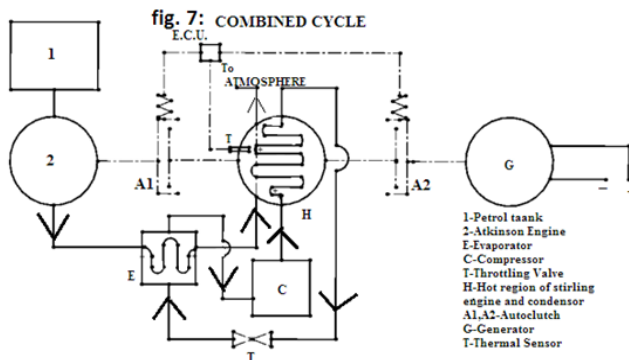 fig. 7: COMBINED CYCLE
E.C.U.
To
ATMOSPHERE
1
T
2
A1
H
A2
G
E
C
T
1-Petrol taank
2-Atkinson Engine
E-Evaporator
C-Compressor
T-Throttling Valve
H-Hot region of stirling
engine and condensor
A1,A2-Autoclutch
G-Generator
T-Thermal Sensor